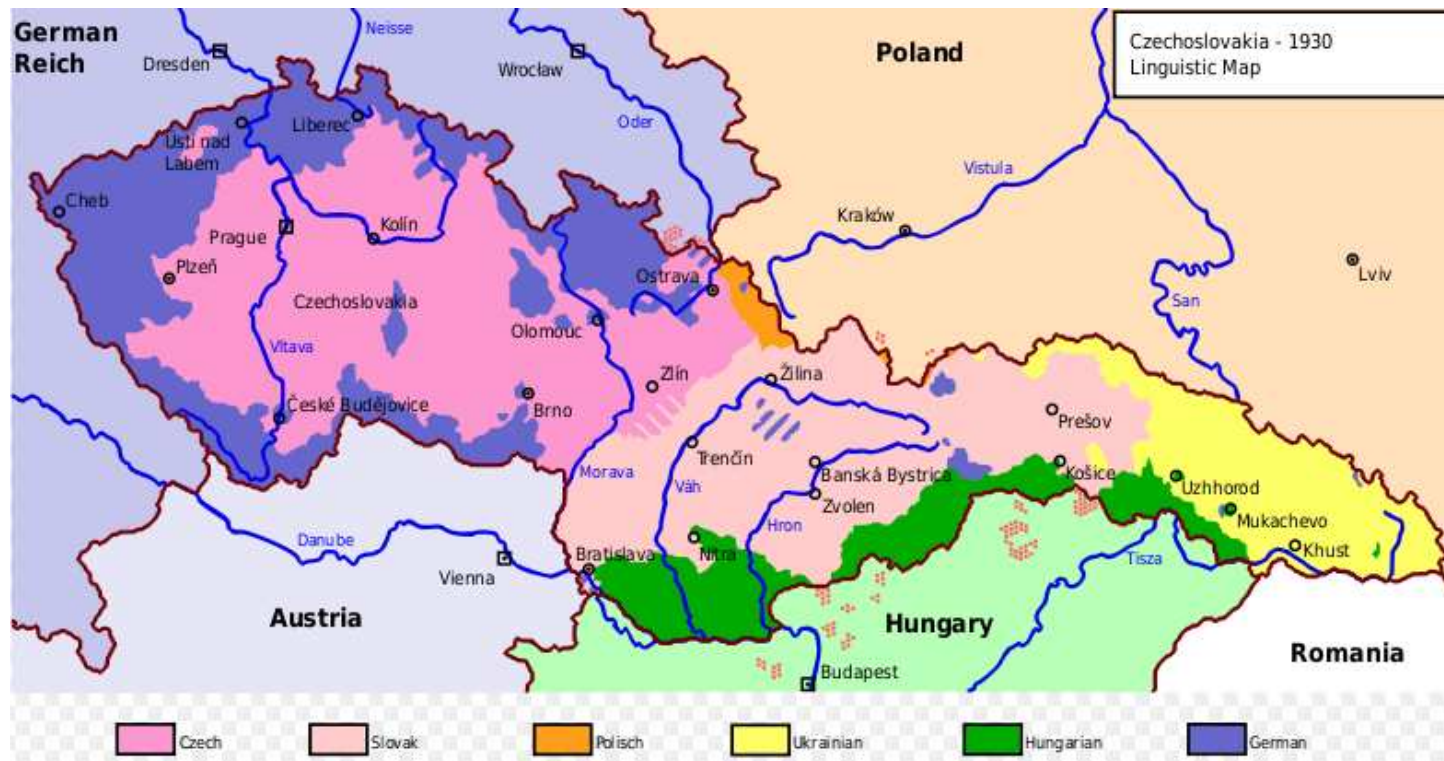 German
Reich
Dresden
Neisse
Wrocław
Oder
Poland
Czechoslovakia - 1930
Linguistic Map
Liberec
Ústí nad
Labem
Vistula
Cheb
Prague
Kolín
Kraków
Plzeň
Ostrava
Lviv
Czechoslovakia
San
Olomouc
Vltava
Zlín
Žilina
České Budějovice
Brno
Prešov
Trenčín
Morava
Váh
Banská Bystrica
Košice
Zvolen
Uzhhorod
Hron
Mukachevo
Danube
Bratislava
Nitra
Khust
Tisza
Vienna
Austria
Hungary
Romania
Budapest
Czech
Slovak
Polisch
Ukrainian
Hungarian
German